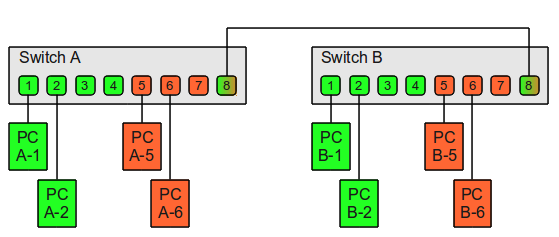 Switch A
Switch B
1 2 3 4 5 6 7 8
1 2 3 4 5 6 7 8
PC
A-1
PC
A-5
PC
B-1
PC
B-5
PC
A-2
PC
A-6
PC
B-2
PC
B-6